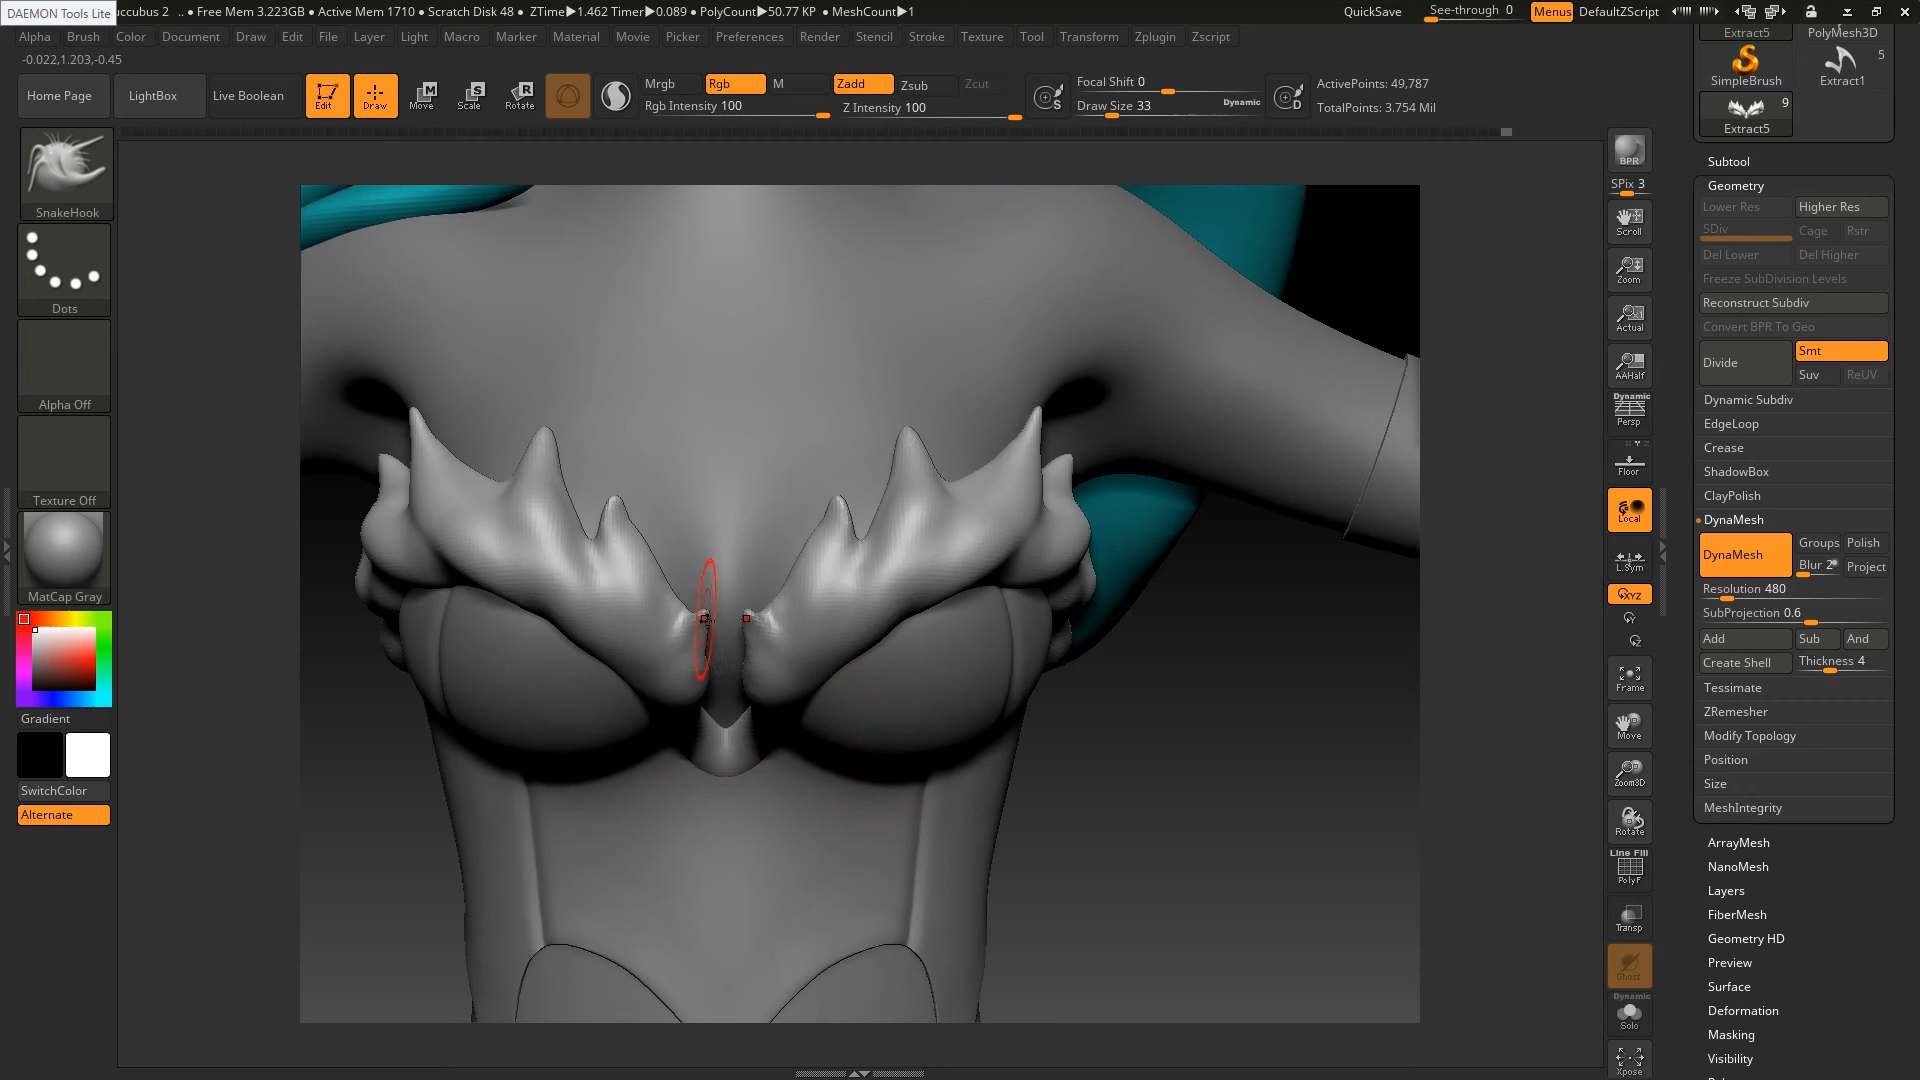 DAEMON Tools Lite
uccubus 2 .. ● Free Mem 3.223GB ● Active Mem 1710 ● Scratch Disk 48 ● ZTime▶1.462 Timer▶0.089 ● PolyCount▶50.77 KP ● MeshCount▶1
QuickSave
See-through 0
Menus
DefaultZScript
Alpha Brush Color Document Draw Edit File Layer Light Macro Marker Material Movie Picker Preferences Render Stencil Stroke Texture Tool Transform Zplugin Zscript
-0.022,1.203,-0.45
Home Page
LightBox
Live Boolean
Edit
Draw
Move
Scale
Rotate
Mrgb
Rgb
M
Rgb Intensity 100
Zadd
Zsub
Zcut
Z Intensity 100
S
Focal Shift 0
Draw Size 33
Dynamic
D
ActivePoints: 49,787
TotalPoints: 3.754 Mil
SnakeHook
Dots
Alpha Off
Texture Off
MatCap Gray
Gradient
SwitchColor
Alternate
BPR
SPix 3
Scroll
Zoom
Actual
AAHalf
Dynamic
Persp
Floor
Local
L.Sym
XYZ
Y
Z
Frame
Move
Zoom3D
Rotate
Line Fill
PolyF
Transp
Ghost
Dynamic
Solo
Xpose
Extract5
PolyMesh3D
SimpleBrush
5
Extract1
9
Extract5
Subtool
Geometry
Lower Res
Higher Res
SDiv
Cage
Rstr
Del Lower
Del Higher
Freeze SubDivision Levels
Reconstruct Subdiv
Convert BPR To Geo
Divide
Smt
Suv
ReUV
Dynamic Subdiv
EdgeLoop
Crease
ShadowBox
ClayPolish
DynaMesh
DynaMesh
Groups
Polish
Blur 2
Project
Resolution 480
SubProjection 0.6
Add
Sub
And
Create Shell
Thickness 4
Tessimate
ZRemesher
Modify Topology
Position
Size
MeshIntegrity
ArrayMesh
NanoMesh
Layers
FiberMesh
Geometry HD
Preview
Surface
Deformation
Masking
Visibility